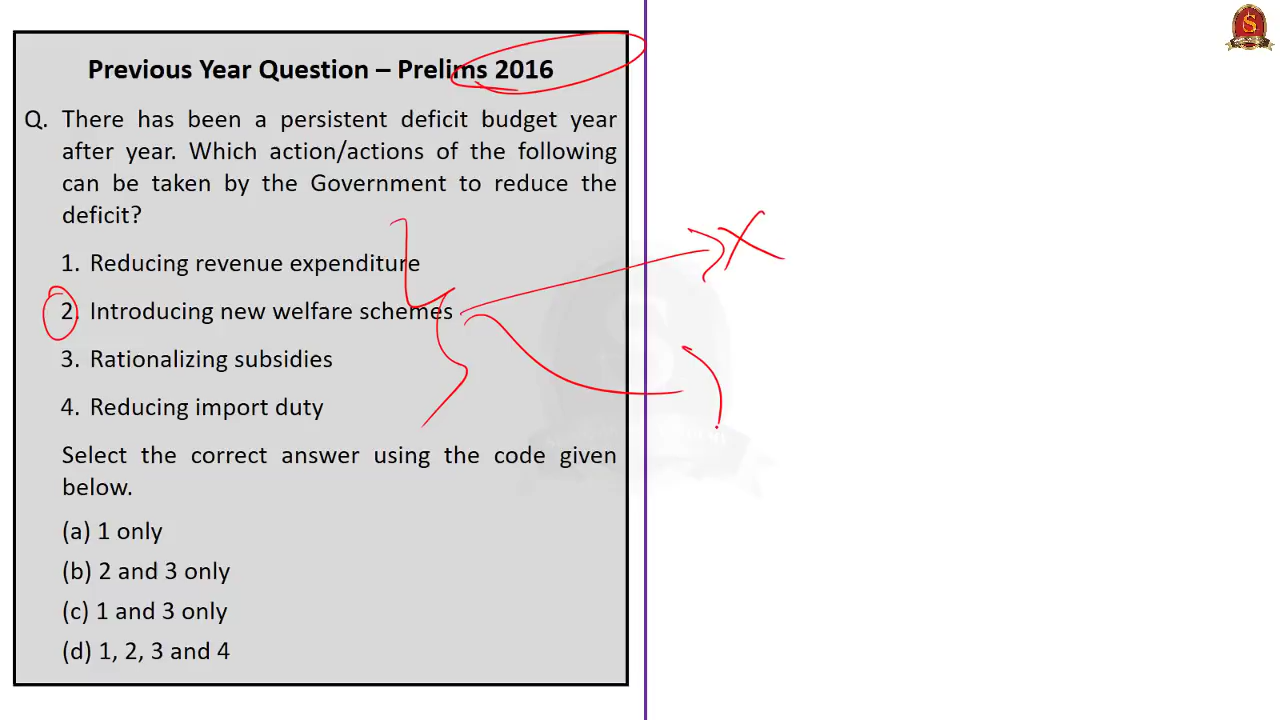 Previous Year Question – Prelims 2016
Q. There has been a persistent deficit budget year
after year. Which action/actions of the following
can be taken by the Government to reduce the
deficit?
1. Reducing revenue expenditure
2. Introducing new welfare schemes
3. Rationalizing subsidies
4. Reducing import duty
Select the correct answer using the code given
below.
(a) 1 only
(b) 2 and 3 only
(c) 1 and 3 only
(d) 1, 2, 3 and 4